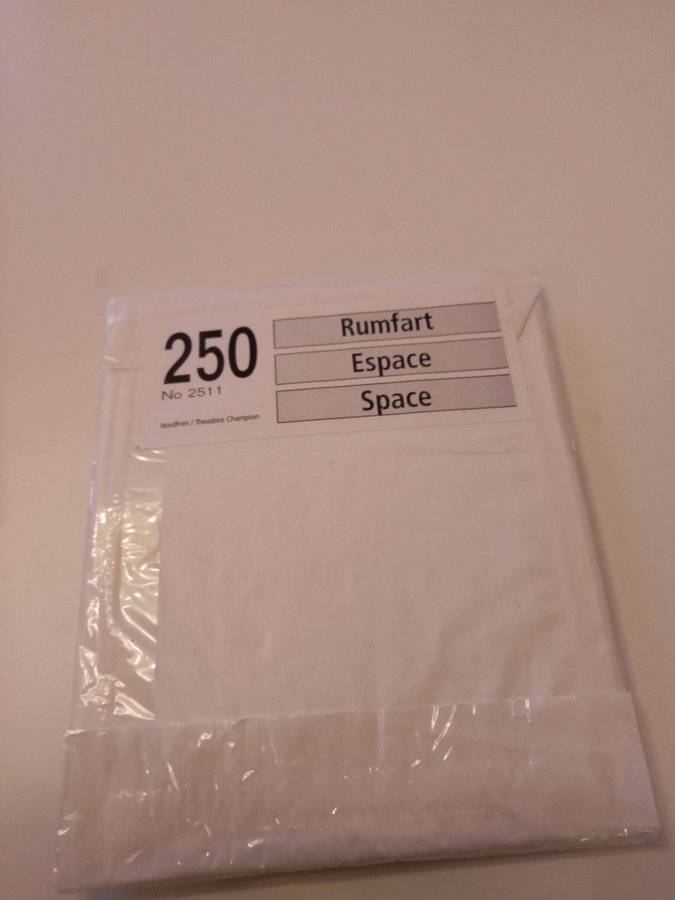 250
No 2511
Nordfrim / Theodore Champion
Rumfart
Espace
Space